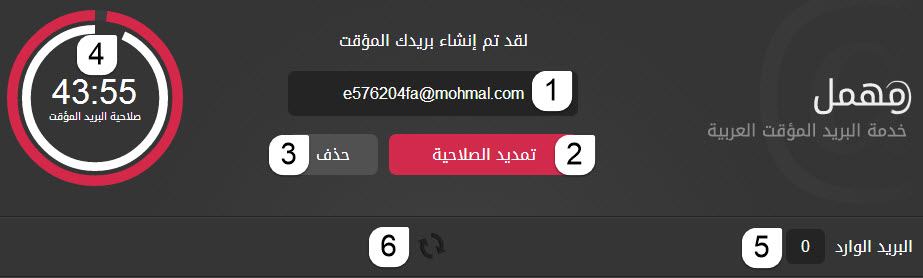 مهمل
خدمة البريد المؤقت العربية
لقد تم إنشاء بريدك المؤقت
e576204fa@mohmal.com 1
تمديد الصلاحية 2
حذف 3
4
43:55
صلاحية البريد المؤقت
البريد الوارد 0 5
6